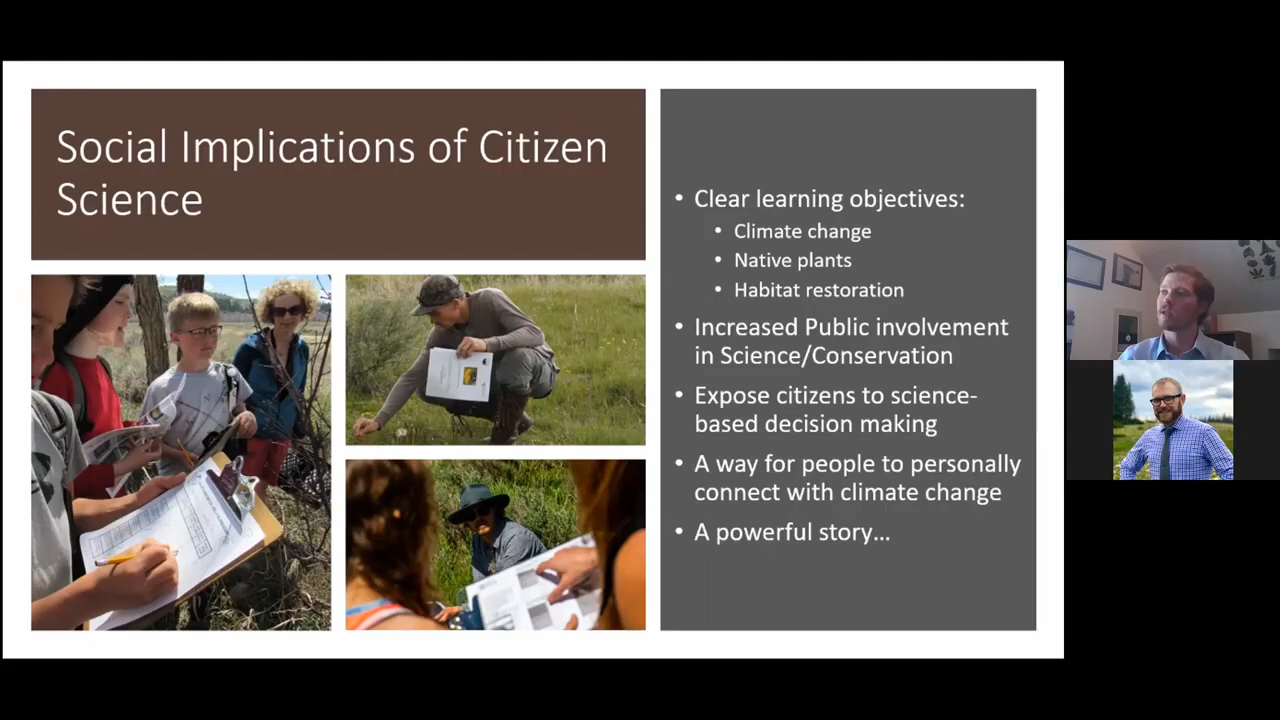 Social Implications of Citizen
Science
• Clear learning objectives:
• Climate change
• Native plants
• Habitat restoration
• Increased Public involvement
in Science/Conservation
• Expose citizens to science-
based decision making
• A way for people to personally
connect with climate change
• A powerful story…